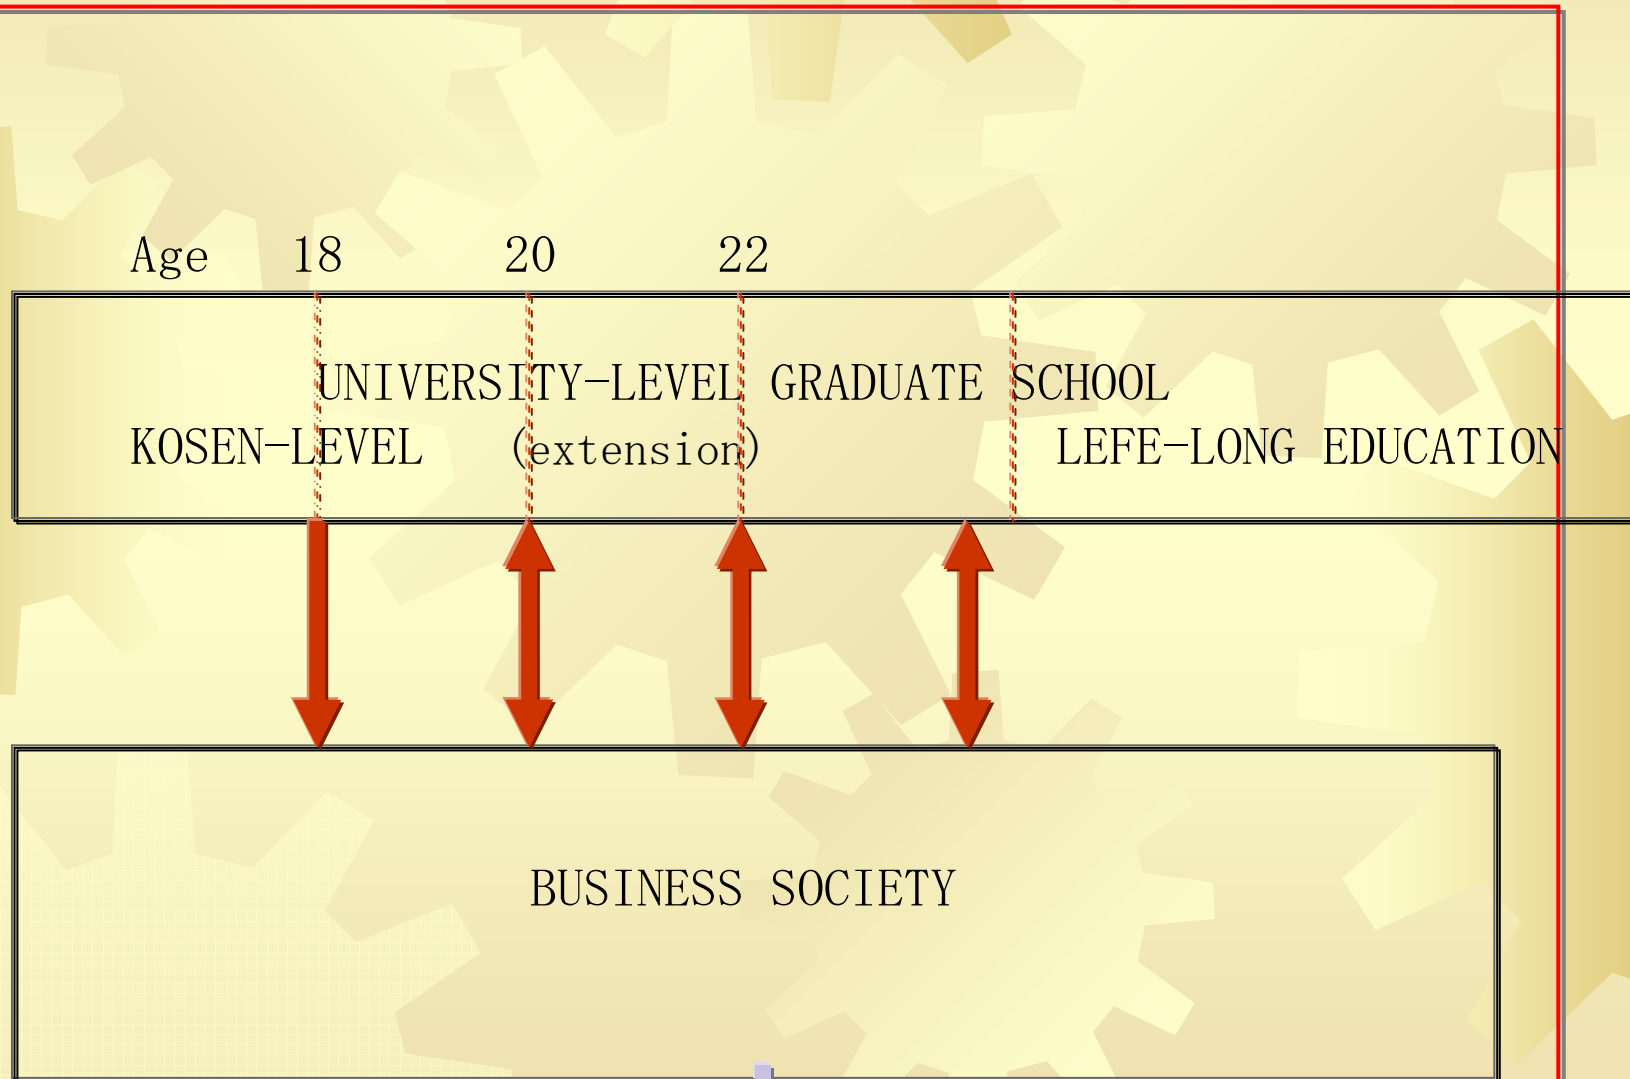 Age 18 20 22
UNIVERSITY-LEVEL GRADUATE SCHOOL
KOSEN-LEVEL (extension) LEFE-LONG EDUCATION
BUSINESS SOCIETY